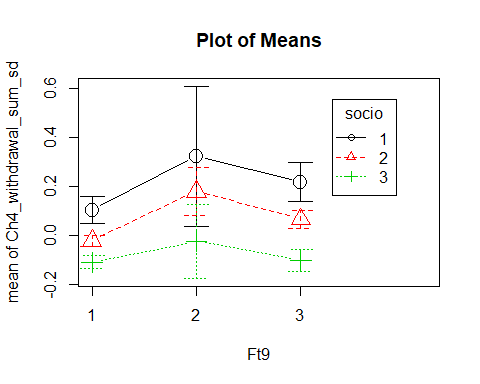 Plot of Means
mean of Ch4_withdrawal_sum_sd
0.6
0.4
0.2
0.0
-0.2
socio
1
2
3
1 2 3
Ft9